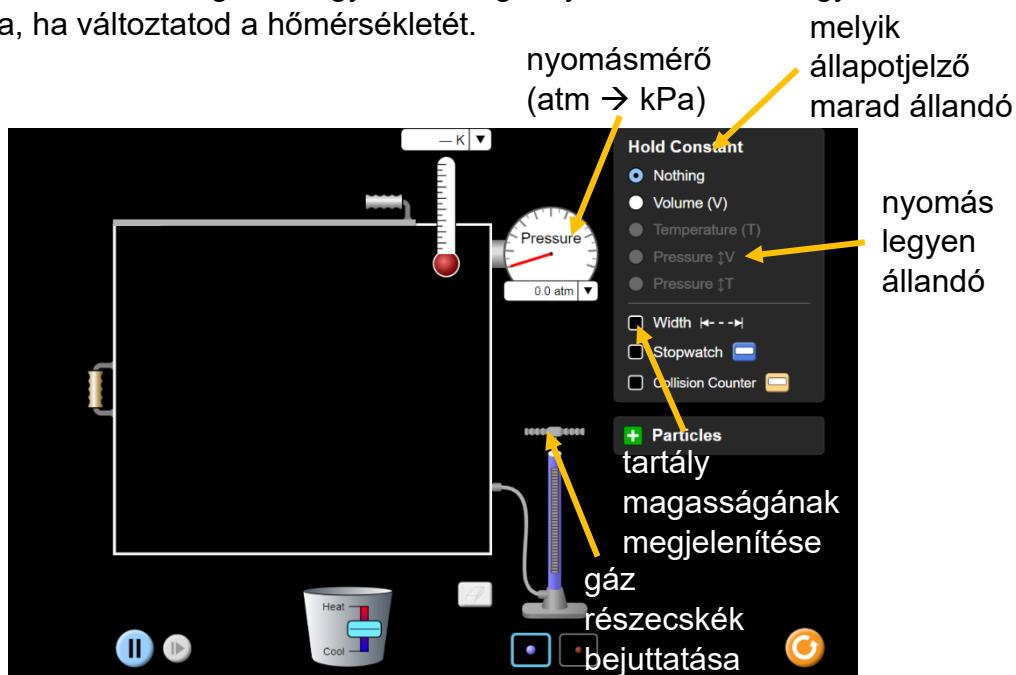 a, ha változtatod a hőmérsékletét.
melyik
állapotjelző
marad állandó
nyomásmérő
(atm → kPa)
— K
Hold Constant
Nothing
Volume (V)
Temperature (T)
Pressure ↕V
Pressure ↕T
nyomás
legyen
állandó
Pressure
0.0 atm
Width
Stopwatch
Collision Counter
Particles
tartály
magasságának
megjelenítése
gáz
részecskék
bejuttatása
Heat
Cool